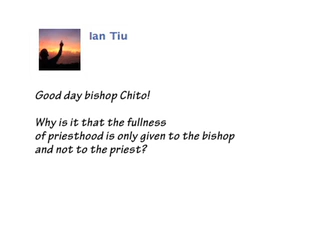 Ian Tiu
Good day bishop Chito!
Why is it that the fullness
of priesthood is only given to the bishop
and not to the priest?